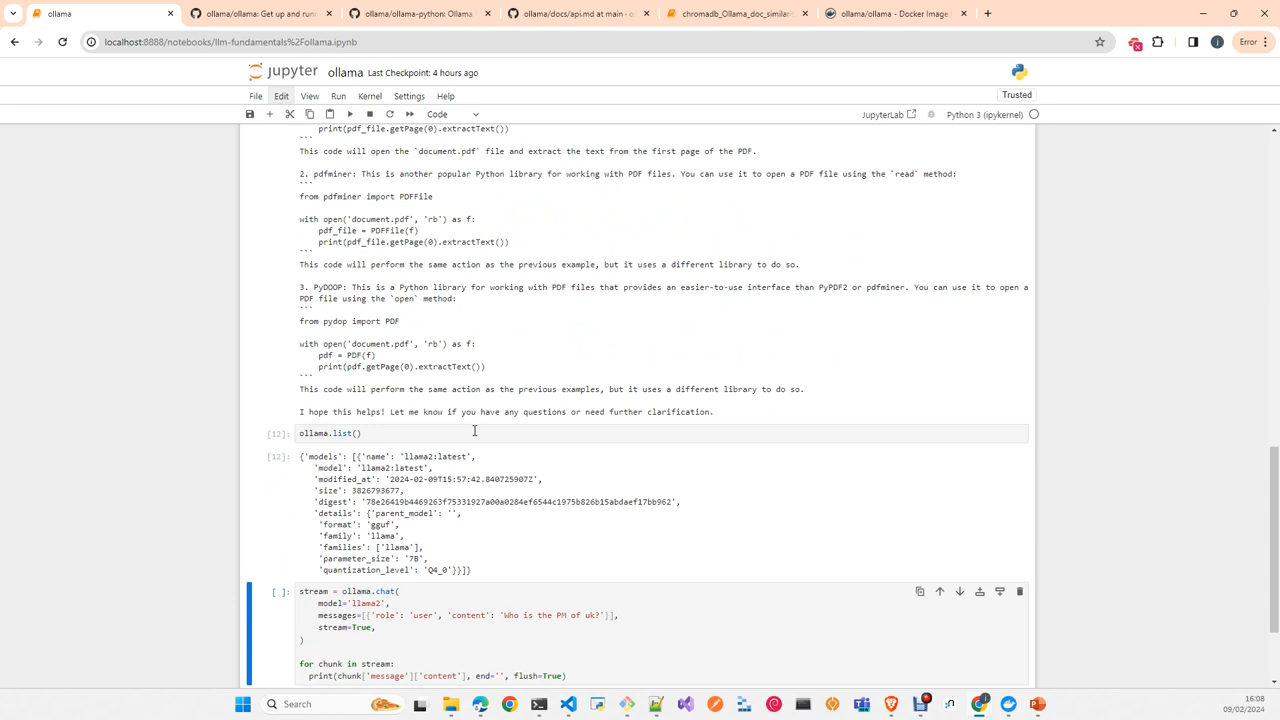 ollama
ollama/ollama: Get up and runn
ollama/ollama-python: Ollama
ollama/docs/api.md at main · o
chromadb_Ollama_doc_similarit
ollama/ollama - Docker Image
localhost:8888/notebooks/llm-fundamentals%2Follama.ipynb
Error
jupyter ollama Last Checkpoint: 4 hours ago
File Edit View Run Kernel Settings Help
Trusted
Code
JupyterLab
Python 3 (ipykernel)
print(pdf_file.getPage(0).extractText())
```
This code will open the `document.pdf` file and extract the text from the first page of the PDF.
2. pdfminer: This is another popular Python library for working with PDF files. You can use it to open a PDF file using the `read` method:
```
from pdfminer import PDFFile
with open('document.pdf', 'rb') as f:
pdf_file = PDFFile(f)
print(pdf_file.getPage(0).extractText())
```
This code will perform the same action as the previous example, but it uses a different library to do so.
3. PyDOOP: This is a Python library for working with PDF files that provides an easier-to-use interface than PyPDF2 or pdfminer. You can use it to open a
PDF file using the `open` method:
```
from pydop import PDF
with open('document.pdf', 'rb') as f:
pdf = PDF(f)
print(pdf.getPage(0).extractText())
```
This code will perform the same action as the previous examples, but it uses a different library to do so.
I hope this helps! Let me know if you have any questions or need further clarification.
[12]: ollama.list()
[12]: {'models': [{'name': 'llama2:latest',
'model': 'llama2:latest',
'modified_at': '2024-02-09T15:57:42.840725907Z',
'size': 3826793677,
'digest': '78e26419b4469263f75331927a00a0284ef6544c1975b826b15abdaef17bb962',
'details': {'parent_model': '',
'format': 'gguf',
'family': 'llama',
'families': ['llama'],
'parameter_size': '7B',
'quantization_level': 'Q4_0'}}]}
[ ]: stream = ollama.chat(
model='llama2',
messages=[{'role': 'user', 'content': 'Who is the PM of uk?'}],
stream=True,
)
for chunk in stream:
print(chunk['message']['content'], end='', flush=True)
Search
16:08
09/02/2024